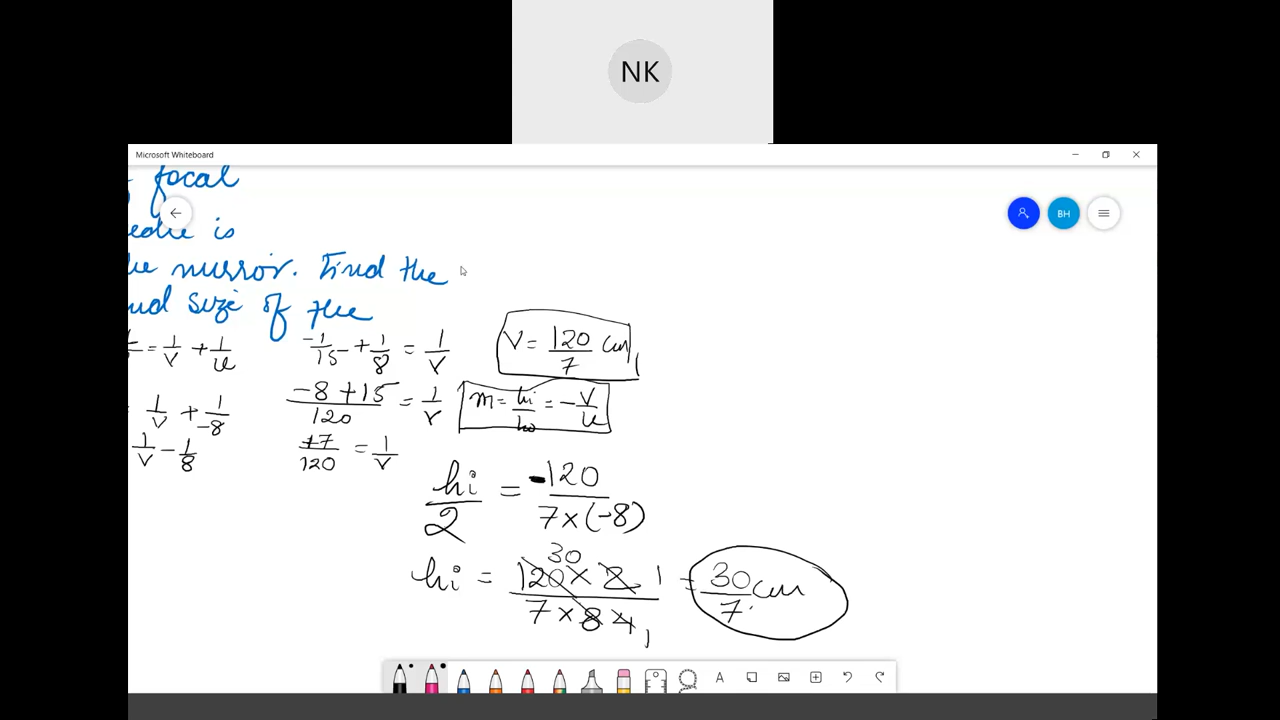 NK
Microsoft Whiteboard
focal
BH
is
mirror. Find the
size of the
= 1/v + 1/u
-1/15 + 1/8 = 1/v
v = 120/7 cm
= 1/v + 1/-8
-8 + 15/120 = 1/v
m = hi/ho = -v/u
1/v - 1/8
+7/120 = 1/v
hi/2 = -120/7×(-8)
30
hi = 120 × 2 1/7 × 8 4 1 = 30/7 cm
A